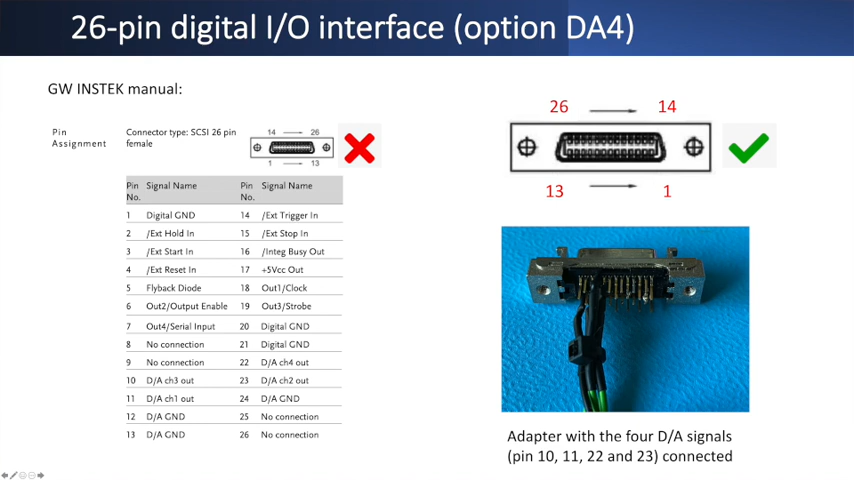 26-pin digital I/O interface (option DA4)
GW INSTEK manual:
Pin
Assignment
Connector type: SCSI 26 pin
female
14 26
1 13
Pin No. Signal Name Pin No. Signal Name
1 Digital GND 14 /Ext Trigger In
2 /Ext Hold In 15 /Ext Stop In
3 /Ext Start In 16 /Integ Busy Out
4 /Ext Reset In 17 +5Vcc Out
5 Flyback Diode 18 Out1/Clock
6 Out2/Output Enable 19 Out3/Strobe
7 Out4/Serial Input 20 Digital GND
8 No connection 21 Digital GND
9 No connection 22 D/A ch4 out
10 D/A ch3 out 23 D/A ch2 out
11 D/A ch1 out 24 D/A GND
12 D/A GND 25 No connection
13 D/A GND 26 No connection
26 14
13 1
Adapter with the four D/A signals
(pin 10, 11, 22 and 23) connected